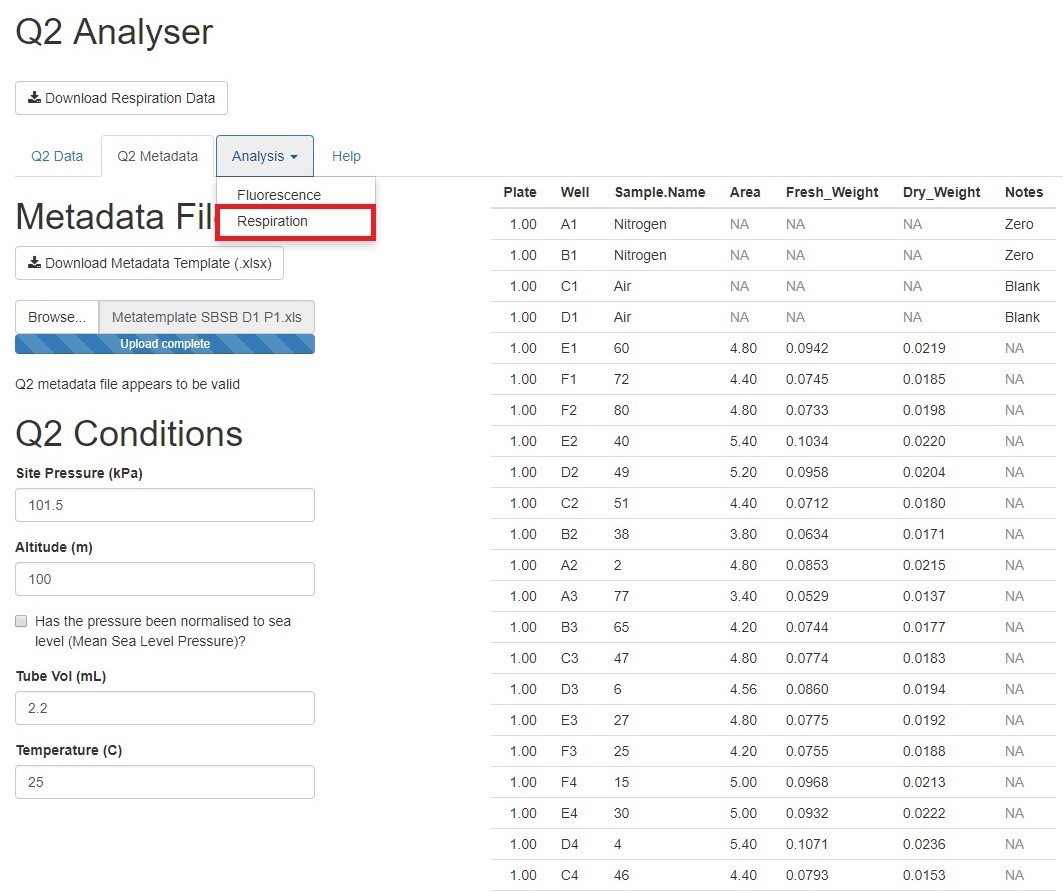 Q2 Analyser
Download Respiration Data
Q2 Data Q2 Metadata Analysis Help
Fluorescence
Respiration
Metadata Fil
Download Metadata Template (.xlsx)
Browse... Metatemplate SBSB D1 P1.xls
Upload complete
Q2 metadata file appears to be valid
Q2 Conditions
Site Pressure (kPa)
101.5
Altitude (m)
100
Has the pressure been normalised to sea
level (Mean Sea Level Pressure)?
Tube Vol (mL)
2.2
Temperature (C)
25
Plate Well Sample.Name Area Fresh_Weight Dry_Weight Notes
1.00 A1 Nitrogen NA NA NA Zero
1.00 B1 Nitrogen NA NA NA Zero
1.00 C1 Air NA NA NA Blank
1.00 D1 Air NA NA NA Blank
1.00 E1 60 4.80 0.0942 0.0219 NA
1.00 F1 72 4.40 0.0745 0.0185 NA
1.00 F2 80 4.80 0.0733 0.0198 NA
1.00 E2 40 5.40 0.1034 0.0220 NA
1.00 D2 49 5.20 0.0958 0.0204 NA
1.00 C2 51 4.40 0.0712 0.0180 NA
1.00 B2 38 3.80 0.0634 0.0171 NA
1.00 A2 2 4.80 0.0853 0.0215 NA
1.00 A3 77 3.40 0.0529 0.0137 NA
1.00 B3 65 4.20 0.0744 0.0177 NA
1.00 C3 47 4.80 0.0774 0.0183 NA
1.00 D3 6 4.56 0.0860 0.0194 NA
1.00 E3 27 4.80 0.0775 0.0192 NA
1.00 F3 25 4.20 0.0755 0.0188 NA
1.00 F4 15 5.00 0.0968 0.0213 NA
1.00 E4 30 5.00 0.0932 0.0222 NA
1.00 D4 4 5.40 0.1071 0.0236 NA
1.00 C4 46 4.40 0.0793 0.0153 NA